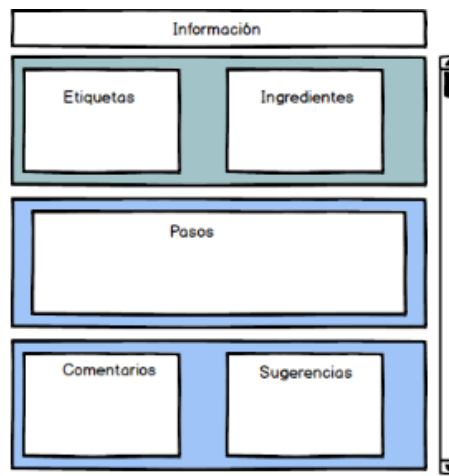 Información
Etiquetas
Ingredientes
Pasos
Comentarios
Sugerencias